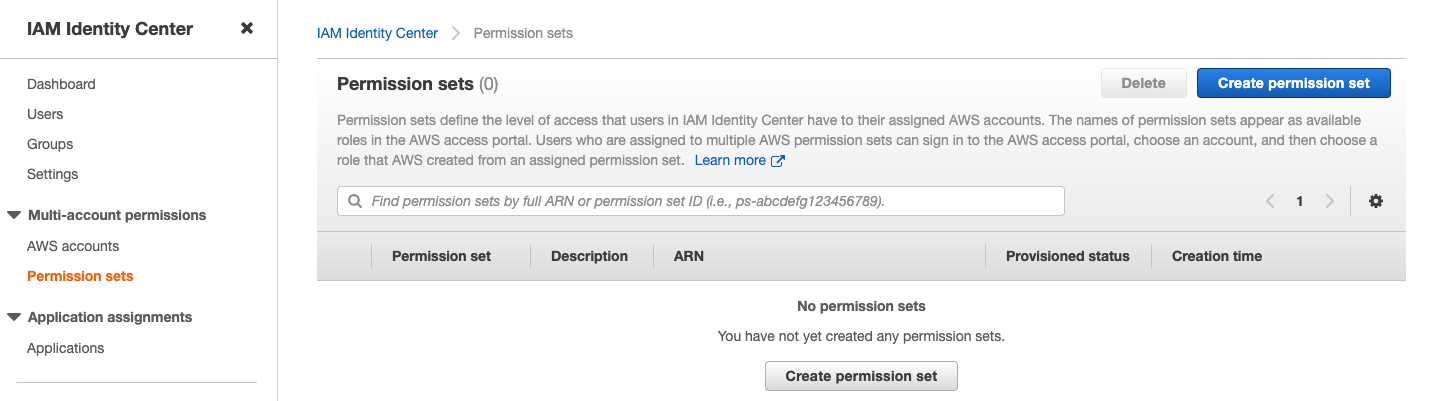 IAM Identity Center
Dashboard
Users
Groups
Settings
Multi-account permissions
AWS accounts
Permission sets
Application assignments
Applications
IAM Identity Center > Permission sets
Permission sets (0)
Delete
Create permission set
Permission sets define the level of access that users in IAM Identity Center have to their assigned AWS accounts. The names of permission sets appear as available
roles in the AWS access portal. Users who are assigned to multiple AWS permission sets can sign in to the AWS access portal, choose an account, and then choose a
role that AWS created from an assigned permission set. Learn more
Find permission sets by full ARN or permission set ID (i.e., ps-abcdefg123456789).
1
Permission set Description ARN Provisioned status Creation time
No permission sets
You have not yet created any permission sets.
Create permission set